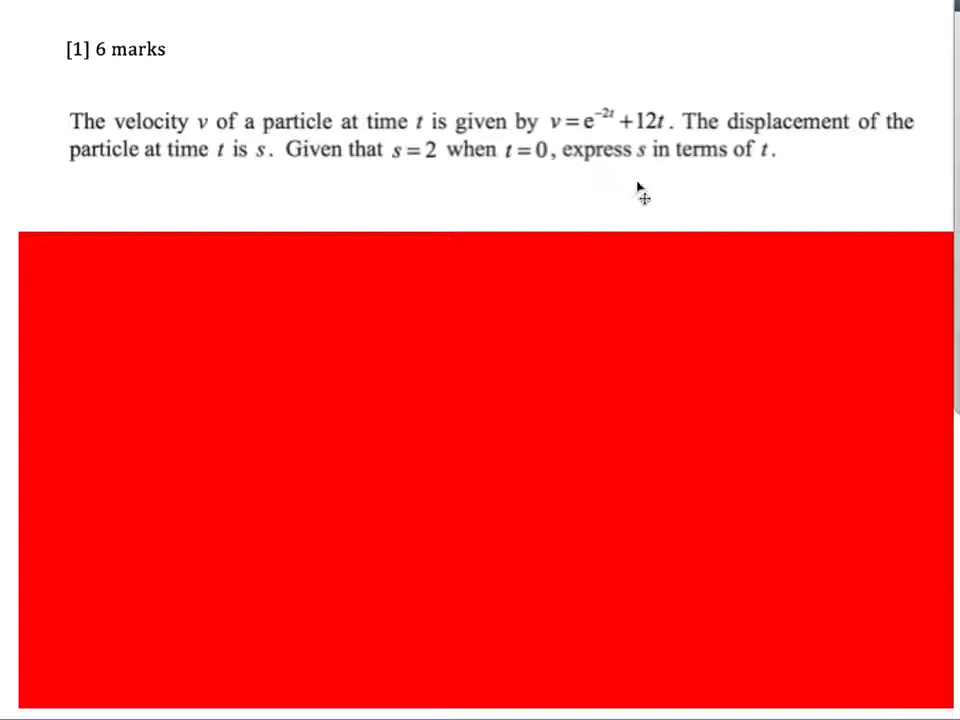 [1] 6 marks
The velocity v of a particle at time t is given by v = e⁻²ᵗ + 12t. The displacement of the
particle at time t is s. Given that s = 2 when t = 0, express s in terms of t.